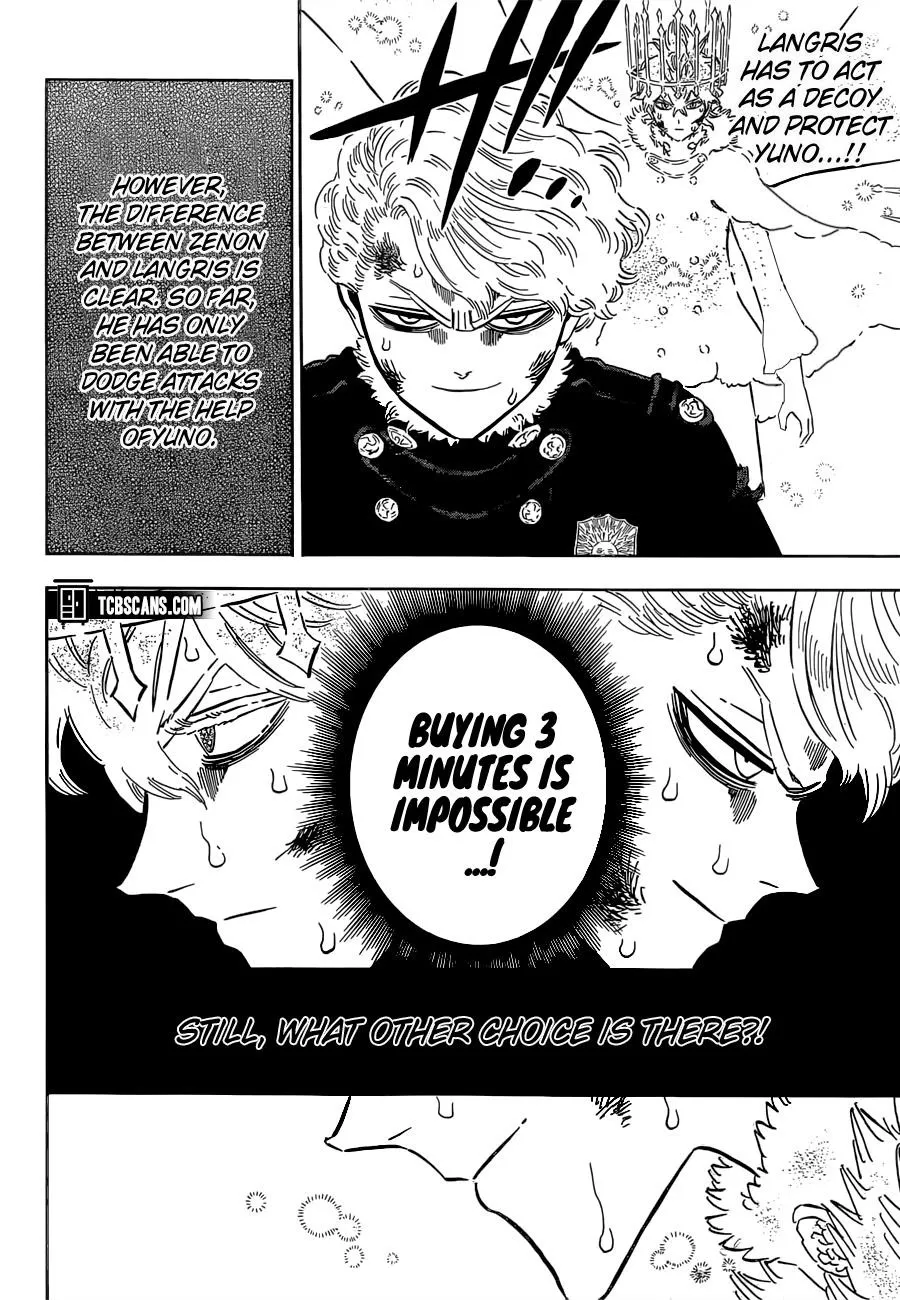 LANGRIS
HAS TO ACT
AS A DECOY
AND PROTECT
YUNO...!!
HOWEVER,
THE DIFFERENCE
BETWEEN ZENON
AND LANGRIS IS
CLEAR. SO FAR,
HE HAS ONLY
BEEN ABLE TO
DODGE ATTACKS
WITH THE HELP
OFYUNO.
TCBSCANS.COM
BUYING 3
MINUTES IS
IMPOSSIBLE
....!
STILL, WHAT OTHER CHOICE IS THERE?!